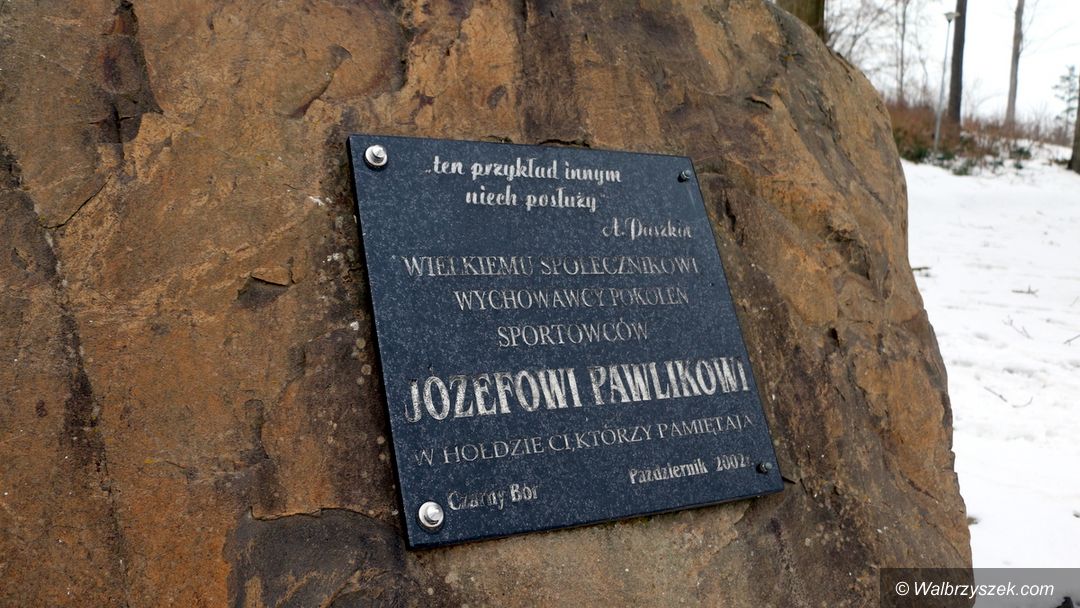 „ten przykład innym
niech posłuży"
A. Puszkin
WIELKIEMU SPOŁECZNIKOWI
WYCHOWAWCY POKOLEŃ
SPORTOWCÓW
JÓZEFOWI PAWLIKOWI
W HOŁDZIE CI,KTÓRZY PAMIĘTAJĄ
Czarny Bór
Październik 2002r.
© Walbrzyszek.com